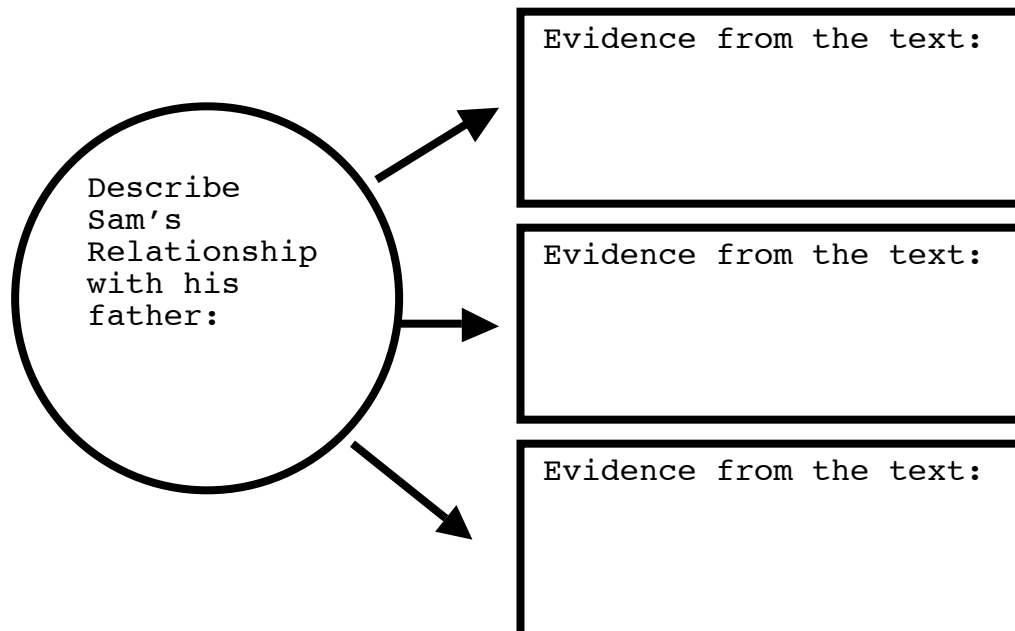 Describe
Sam’s
Relationship
with his
father:
Evidence from the text:
Evidence from the text:
Evidence from the text: